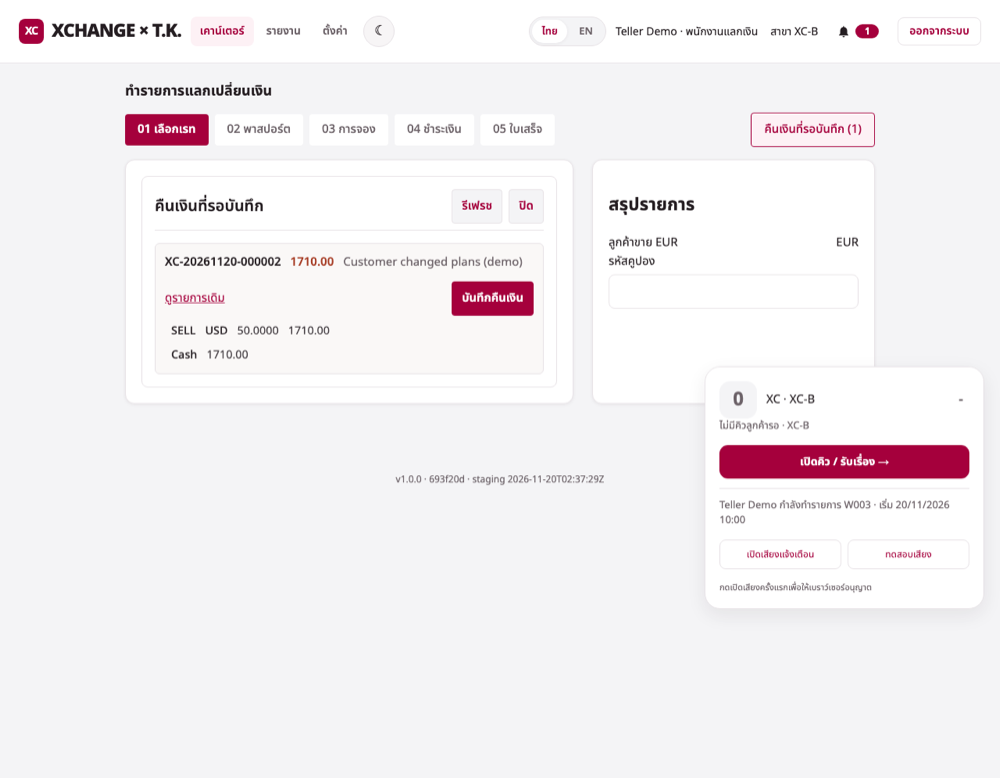 XC XCHANGE × T.K. เคาน์เตอร์ รายงาน ตั้งค่า ☾ ไทย EN Teller Demo · พนักงานแลกเงิน สาขา XC-B 1 ออกจากระบบ
ทำรายการแลกเปลี่ยนเงิน
01 เลือกเรท 02 พาสปอร์ต 03 การจอง 04 ชำระเงิน 05 ใบเสร็จ คืนเงินที่รอบันทึก (1)
คืนเงินที่รอบันทึก รีเฟรช ปิด
XC-20261120-000002 1710.00 Customer changed plans (demo)
ดูรายการเดิม บันทึกคืนเงิน
SELL USD 50.0000 1710.00
Cash 1710.00
สรุปรายการ
ลูกค้าขาย EUR EUR
รหัสคูปอง
0 XC · XC-B -
ไม่มีคิวลูกค้ารอ · XC-B
เปิดคิว / รับเรื่อง →
Teller Demo กำลังทำรายการ W003 · เริ่ม 20/11/2026
10:00
เปิดเสียงแจ้งเตือน ทดสอบเสียง
กดเปิดเสียงครั้งแรกเพื่อให้เบราว์เซอร์อนุญาต
v1.0.0 · 693f20d · staging 2026-11-20T02:37:29Z